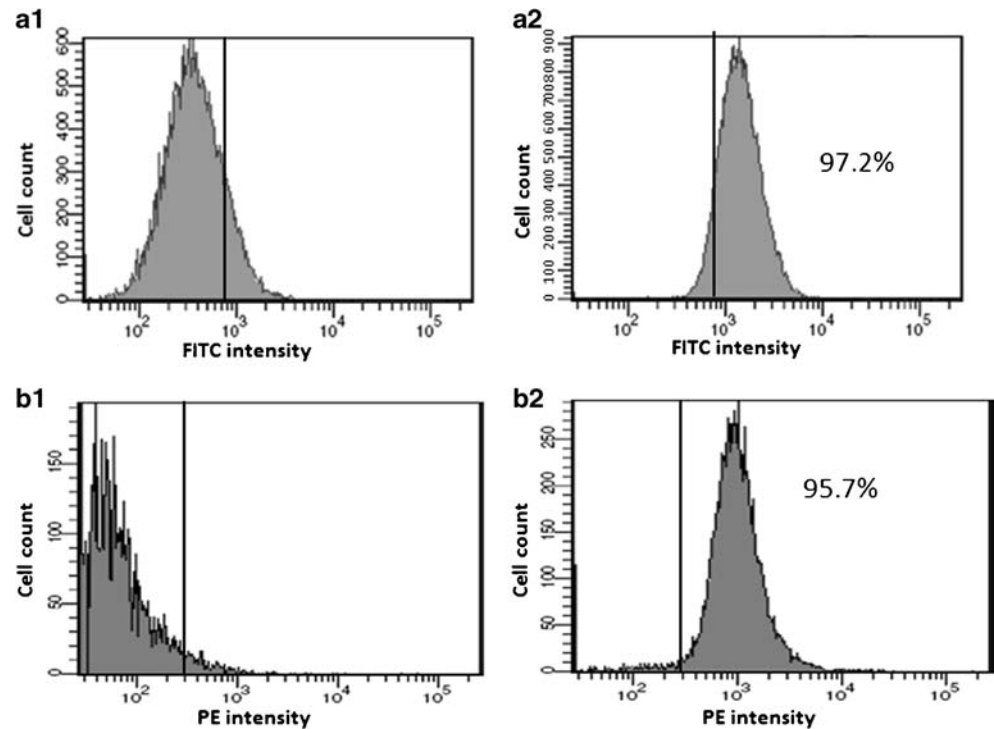 a1
Cell count
0 100 200 300 400 500 600
10² 10³ 10⁴ 10⁵
FITC intensity
a2
Cell count
0 100 200 300 400 500 600 700 800 900
97.2%
10² 10³ 10⁴ 10⁵
FITC intensity
b1
Cell count
0 50 100 150
10² 10³ 10⁴ 10⁵
PE intensity
b2
Cell count
0 50 100 150 200 250
95.7%
10² 10³ 10⁴ 10⁵
PE intensity